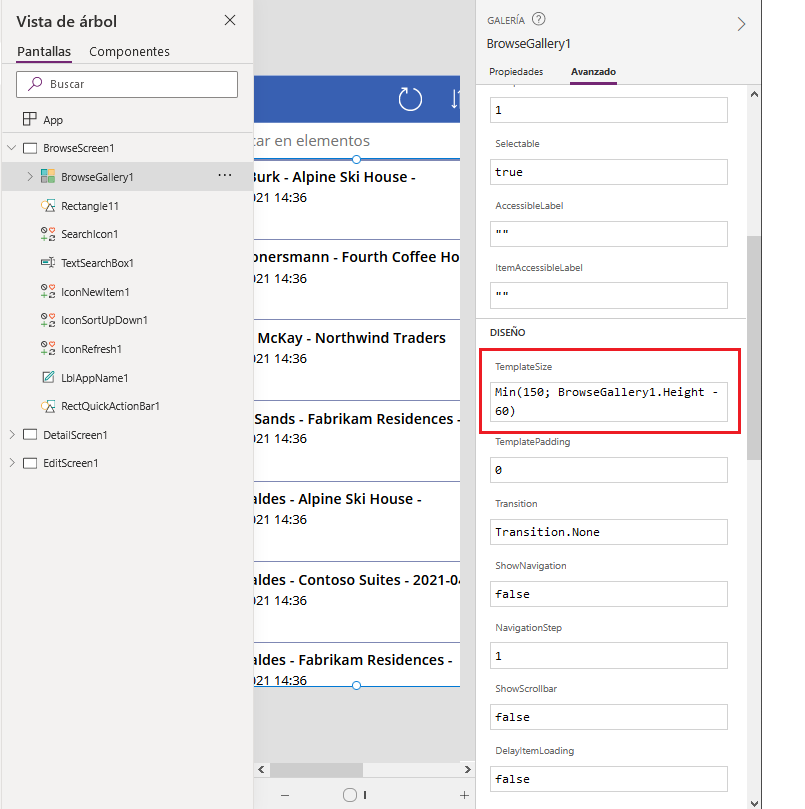 Vista de árbol
Pantallas Componentes
Buscar
App
BrowseScreen1
BrowseGallery1
Rectangle11
SearchIcon1
TextSearchBox1
IconNewItem1
IconSortUpDown1
IconRefresh1
LblAppName1
RectQuickActionBar1
DetailScreen1
EditScreen1
car en elementos
Burk - Alpine Ski House -
021 14:36
onersmann - Fourth Coffee Ho
021 14:36
McKay - Northwind Traders
021 14:36
Sands - Fabrikam Residences -
021 14:36
aldes - Alpine Ski House -
021 14:36
aldes - Contoso Suites - 2021-04
021 14:36
aldes - Fabrikam Residences -
021 14:36
GALERÍA
BrowseGallery1
Propiedades Avanzado
1
Selectable
true
AccessibleLabel
""
ItemAccessibleLabel
""
DISEÑO
TemplateSize
Min(150; BrowseGallery1.Height -
60)
TemplatePadding
0
Transition
Transition.None
ShowNavigation
false
NavigationStep
1
ShowScrollbar
false
DelayItemLoading
false